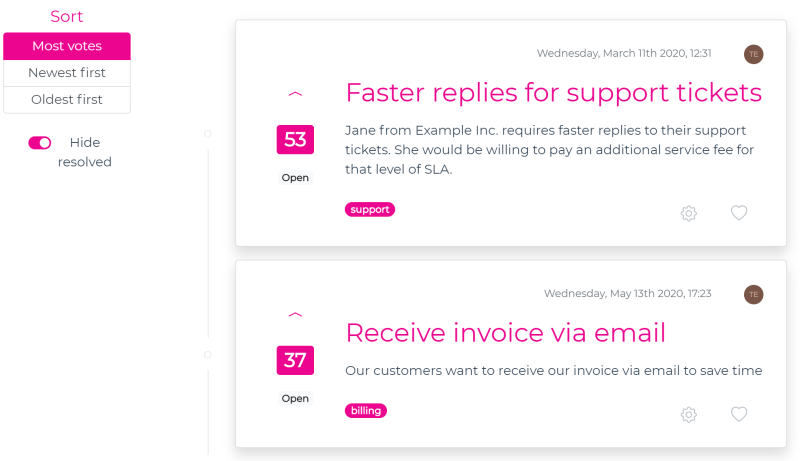 Sort
Most votes
Newest first
Oldest first
Hide
resolved
Wednesday, March 11th 2020, 12:31
TE
Faster replies for support tickets
53
Jane from Example Inc. requires faster replies to their support
tickets. She would be willing to pay an additional service fee for
that level of SLA.
Open
support
Wednesday, May 13th 2020, 17:23
TE
Receive invoice via email
37
Our customers want to receive our invoice via email to save time
Open
billing